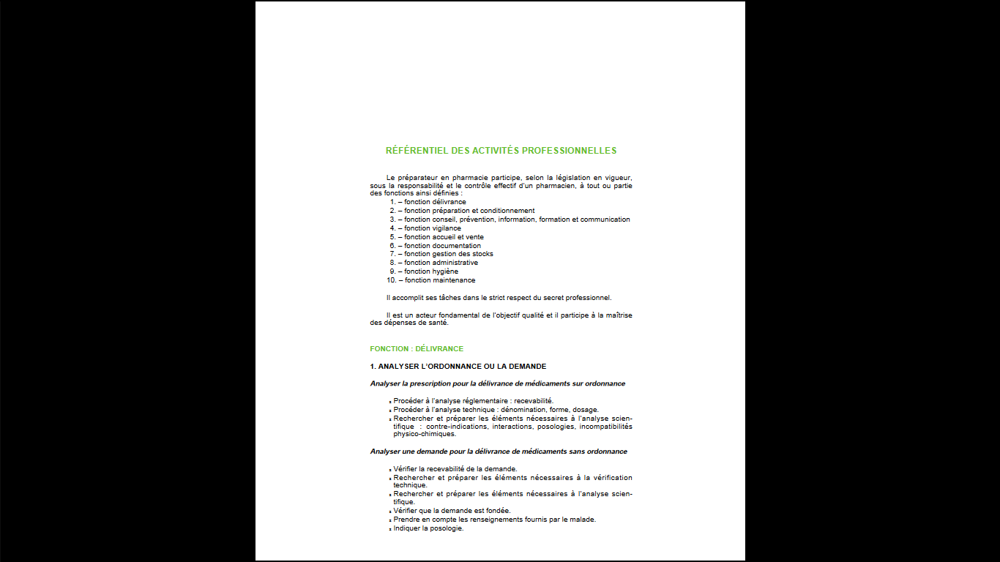 RÉFÉRENTIEL DES ACTIVITÉS PROFESSIONNELLES
Le préparateur en pharmacie participe, selon la législation en vigueur,
sous la responsabilité et le contrôle effectif d'un pharmacien, à tout ou partie
des fonctions ainsi définies :
1. – fonction délivrance
2. – fonction préparation et conditionnement
3. – fonction conseil, prévention, information, formation et communication
4. – fonction vigilance
5. – fonction accueil et vente
6. – fonction documentation
7. – fonction gestion des stocks
8. – fonction administrative
9. – fonction hygiène
10. – fonction maintenance
Il accomplit ses tâches dans le strict respect du secret professionnel.
Il est un acteur fondamental de l'objectif qualité et il participe à la maîtrise
des dépenses de santé.
FONCTION : DÉLIVRANCE
1. ANALYSER L'ORDONNANCE OU LA DEMANDE
Analyser la prescription pour la délivrance de médicaments sur ordonnance
Procéder à l'analyse réglementaire : recevabilité.
Procéder à l'analyse technique : dénomination, forme, dosage.
Rechercher et préparer les éléments nécessaires à l'analyse scien-
tifique : contre-indications, interactions, posologies, incompatibilités
physico-chimiques.
Analyser une demande pour la délivrance de médicaments sans ordonnance
Vérifier la recevabilité de la demande.
Rechercher et préparer les éléments nécessaires à la vérification
technique.
Rechercher et préparer les éléments nécessaires à l'analyse scien-
tifique.
Vérifier que la demande est fondée.
Prendre en compte les renseignements fournis par le malade.
Indiquer la posologie.